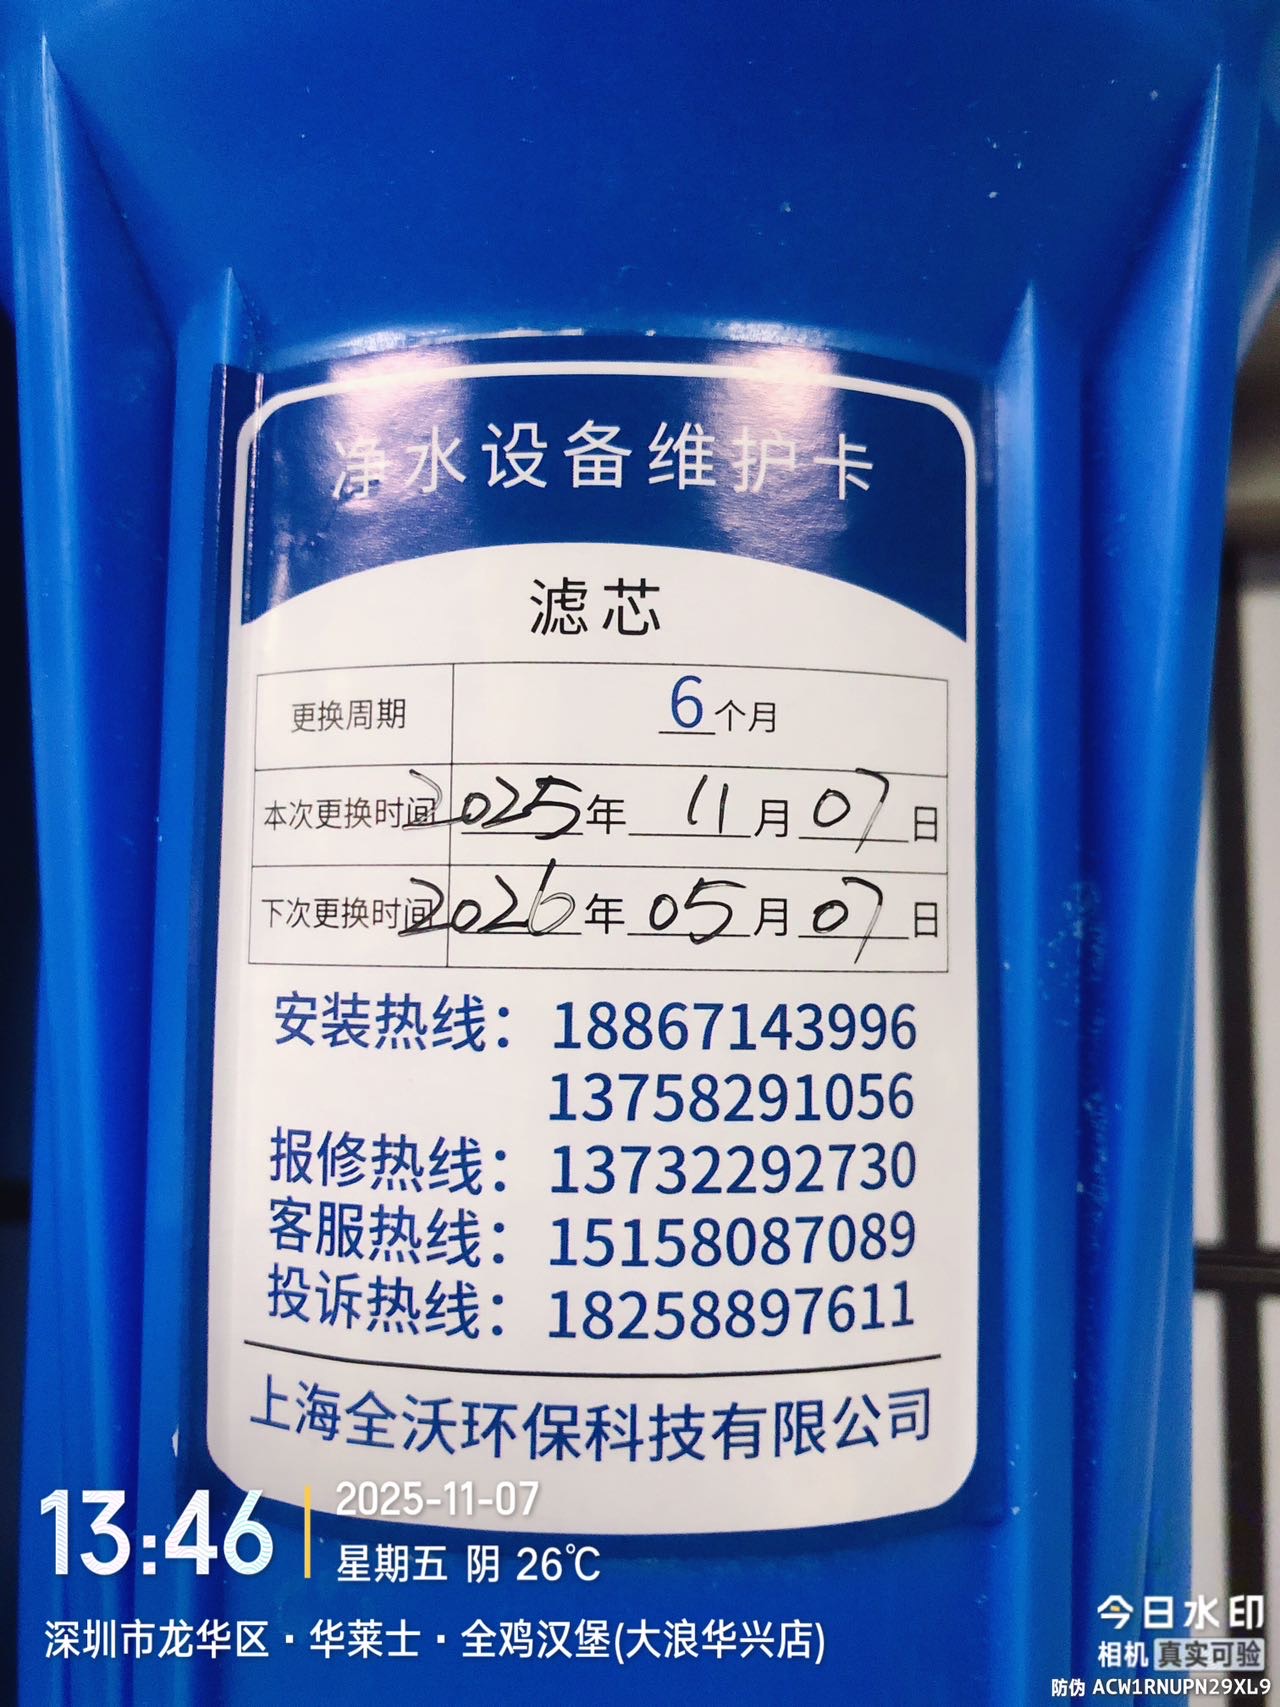 净水设备维护卡
滤芯
更换周期 6个月
本次更换时间 2025年 11月 07日
下次更换时间 2026年 05月 07日
安装热线：18867143996
13758291056
报修热线：13732292730
客服热线：15158087089
投诉热线：18258897611
上海全沃环保科技有限公司
13:46 2025-11-07
星期五 阴 26℃
深圳市龙华区·华莱士·全鸡汉堡(大浪华兴店)
今日水印
相机 真实可验
防伪 ACW1RNUPN29XL9